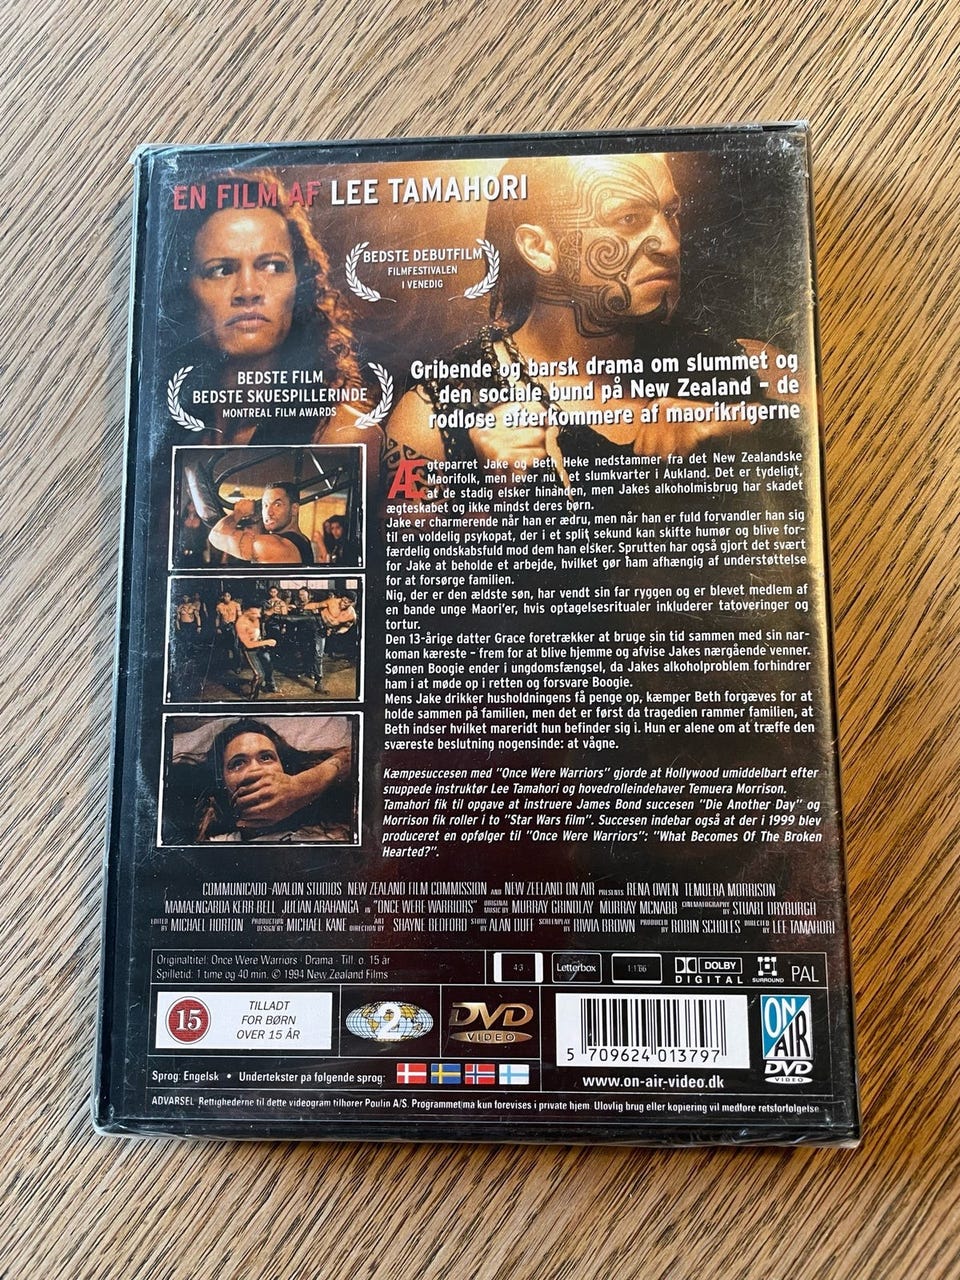 EN FILM AF LEE TAMAHORI
BEDSTE DEBUTFILM
FILMFESTIVALEN
I VENEDIG
BEDSTE FILM
BEDSTE SKUESPILLERINDE
MONTREAL FILM AWARDS
Gribende og barsk drama om slummet og
den sociale bund på New Zealand – de
rodløse efterkommere af maorikrigerne
Ægteparret Jake og Beth Heke nedstammer fra det New Zealandske
Maorifolk, men lever nu i et slumkvarter i Aukland. Det er tydeligt,
at de stadig elsker hinanden, men Jakes alkoholmisbrug har skadet
ægteskabet og ikke mindst deres børn.
Jake er charmerende når han er ædru, men når han er fuld forvandler han sig
til en voldelig psykopat, der i et split sekund kan skifte humør og blive for-
færdelig ondskabsfuld mod dem han elsker. Sprutten har også gjort det svært
for Jake at beholde et arbejde, hvilket gør ham afhængig af understøttelse
for at forsørge familien.
Nig, der er den ældste søn, har vendt sin far ryggen og er blevet medlem af
en bande unge Maori'er, hvis optagelsesritualer inkluderer tatoveringer og
tortur.
Den 13-årige datter Grace foretrækker at bruge sin tid sammen med sin nar-
koman kæreste – frem for at blive hjemme og afvise Jakes nærgående venner.
Sønnen Boogie ender i ungdomsfængsel, da Jakes alkoholproblem forhindrer
ham i at møde op i retten og forsvare Boogie.
Mens Jake drikker husholdningens få penge op, kæmper Beth forgæves for at
holde sammen på familien, men det er først da tragedien rammer familien, at
Beth indser hvilket mareridt hun befinder sig i. Hun er alene om at træffe den
sværeste beslutning nogensinde: at vågne.
Kæmpesuccesen med "Once Were Warriors" gjorde at Hollywood umiddelbart efter
snuppede instruktør Lee Tamahori og hovedrolleindehaver Temuera Morrison.
Tamahori fik til opgave at instruere James Bond succesen "Die Another Day" og
Morrison fik roller i to "Star Wars film". Succesen indebar også at der i 1999 blev
produceret en opfølger til "Once Were Warriors": "What Becomes Of The Broken
Hearted?".
COMMUNICADO-AVALON STUDIOS NEW ZEALAND FILM COMMISSION AND NEW ZEELAND ON AIR PRESENTS RENA OWEN TEMUERA MORRISON
MAMAENGAROA KERR BELL JULIAN ARAHANGA IN "ONCE WERE WARRIORS" ORIGINAL MUSIC BY MURRAY GRINDLAY MURRAY MCNABB CINEMATOGRAPHY BY STUART DRYBURGH
EDITED BY MICHAEL HORTON PRODUCTION DESIGN BY MICHAEL KANE ART DIRECTION BY SHAYNE REDFORD STORY BY ALAN DUFF SCREENPLAY BY RIWIA BROWN PRODUCED BY ROBIN SCHOLES DIRECTED BY LEE TAMAHORI
Originaltitel: Once Were Warriors · Drama · Till. o. 15 år
Spilletid: 1 time og 40 min. © 1994 New Zealand Films
4:3 Letterbox 1:1.66 DOLBY DIGITAL SURROUND PAL
15 TILLADT
FOR BØRN
OVER 15 ÅR
2
DVD
VIDEO
5 709624 013797
www.on-air-video.dk
ON
AIR
DVD
VIDEO
Sprog: Engelsk • Undertekster på følgende sprog:
ADVARSEL: Rettighederne til dette videogram tilhører Poulin A/S. Programmet ma kun forevises i private hjem. Ulovlig brug eller kopiering vil medføre retsforfølgelse.